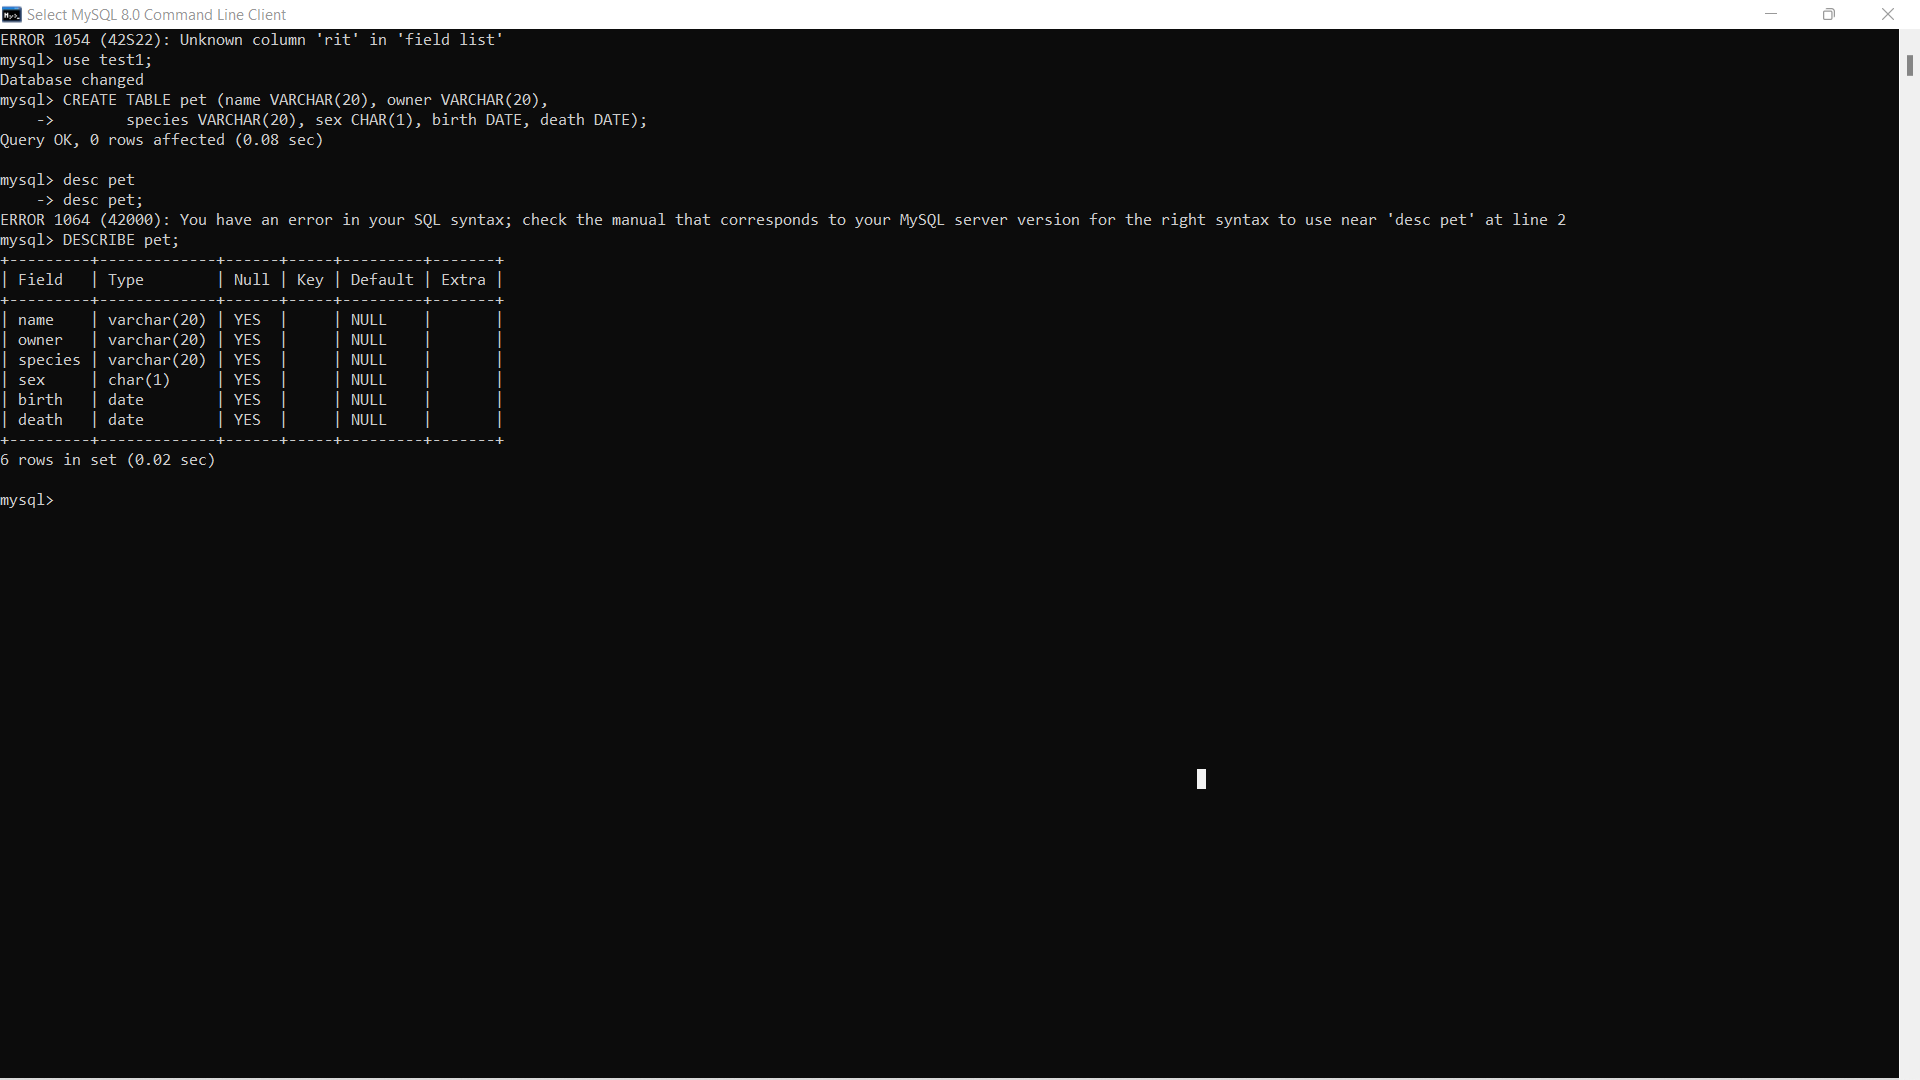 Select MySQL 8.0 Command Line Client
ERROR 1054 (42S22): Unknown column 'rit' in 'field list'
mysql> use test1;
Database changed
mysql> CREATE TABLE pet (name VARCHAR(20), owner VARCHAR(20),
    ->        species VARCHAR(20), sex CHAR(1), birth DATE, death DATE);
Query OK, 0 rows affected (0.08 sec)

mysql> desc pet
    -> desc pet;
ERROR 1064 (42000): You have an error in your SQL syntax; check the manual that corresponds to your MySQL server version for the right syntax to use near 'desc pet' at line 2
mysql> DESCRIBE pet;
+---------+-------------+------+-----+---------+-------+
| Field   | Type        | Null | Key | Default | Extra |
+---------+-------------+------+-----+---------+-------+
| name    | varchar(20) | YES  |     | NULL    |       |
| owner   | varchar(20) | YES  |     | NULL    |       |
| species | varchar(20) | YES  |     | NULL    |       |
| sex     | char(1)     | YES  |     | NULL    |       |
| birth   | date        | YES  |     | NULL    |       |
| death   | date        | YES  |     | NULL    |       |
+---------+-------------+------+-----+---------+-------+
6 rows in set (0.02 sec)

mysql>